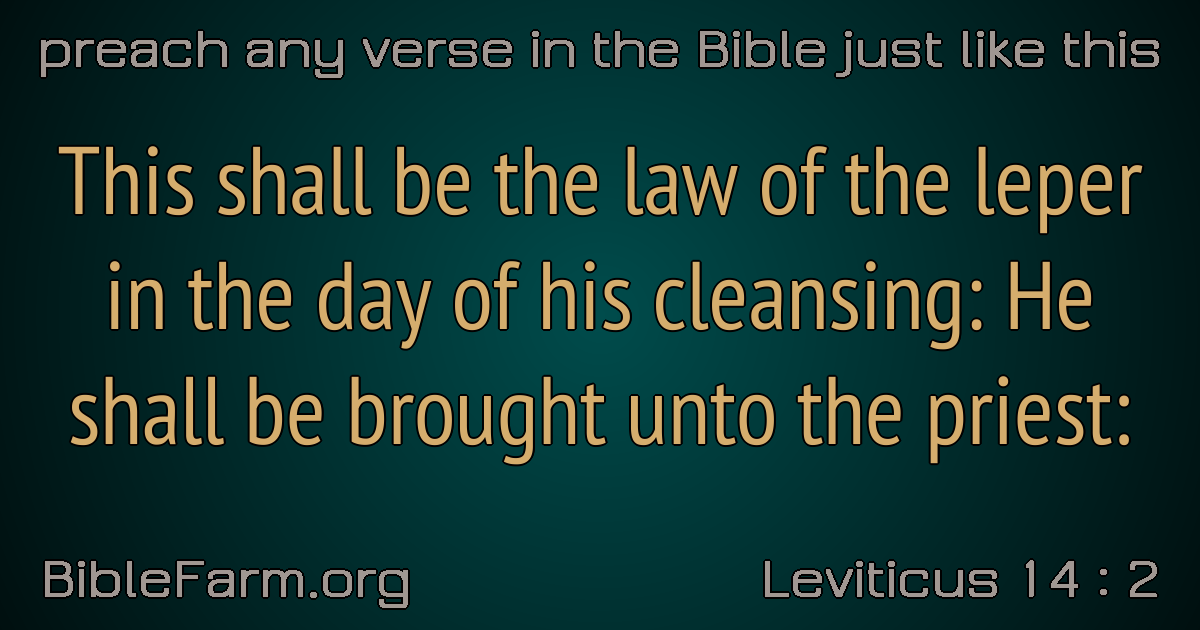 preach any verse in the Bible just like this
This shall be the law of the leper
in the day of his cleansing: He
shall be brought unto the priest:
BibleFarm.org
Leviticus 14 : 2